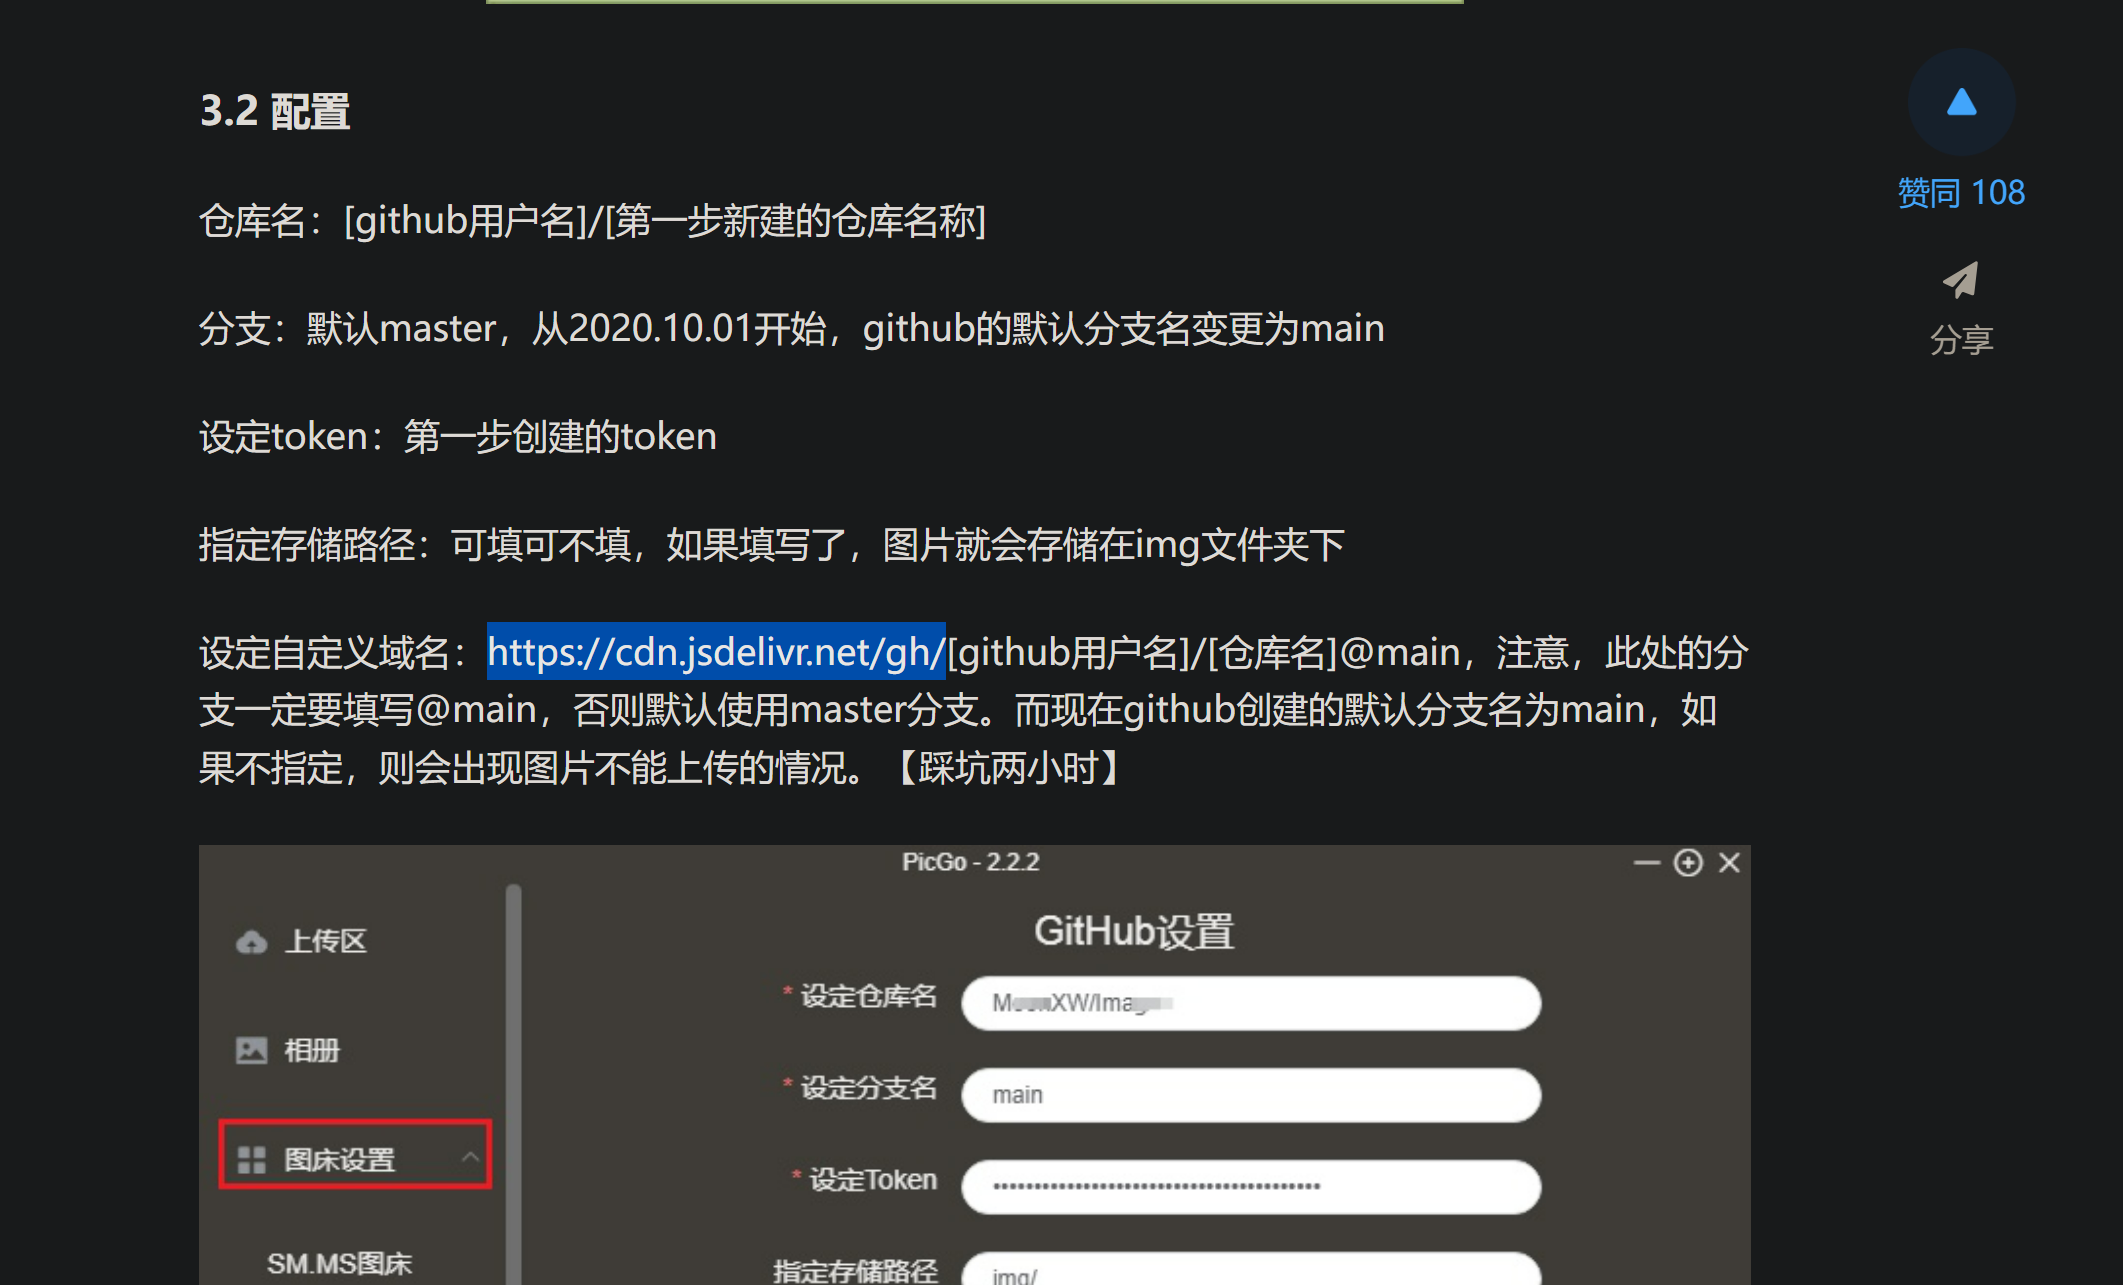 3.2 配置
仓库名：[github用户名]/[第一步新建的仓库名称]
分支：默认master，从2020.10.01开始，github的默认分支名变更为main
设定token：第一步创建的token
指定存储路径：可填可不填，如果填写了，图片就会存储在img文件夹下
设定自定义域名：https://cdn.jsdelivr.net/gh/[github用户名]/[仓库名]@main，注意，此处的分
支一定要填写@main，否则默认使用master分支。而现在github创建的默认分支名为main，如
果不指定，则会出现图片不能上传的情况。【踩坑两小时】
赞同 108
分享
PicGo - 2.2.2
上传区
相册
图床设置
SM.MS图床
GitHub设置
* 设定仓库名
* 设定分支名 main
* 设定Token
指定存储路径 img/